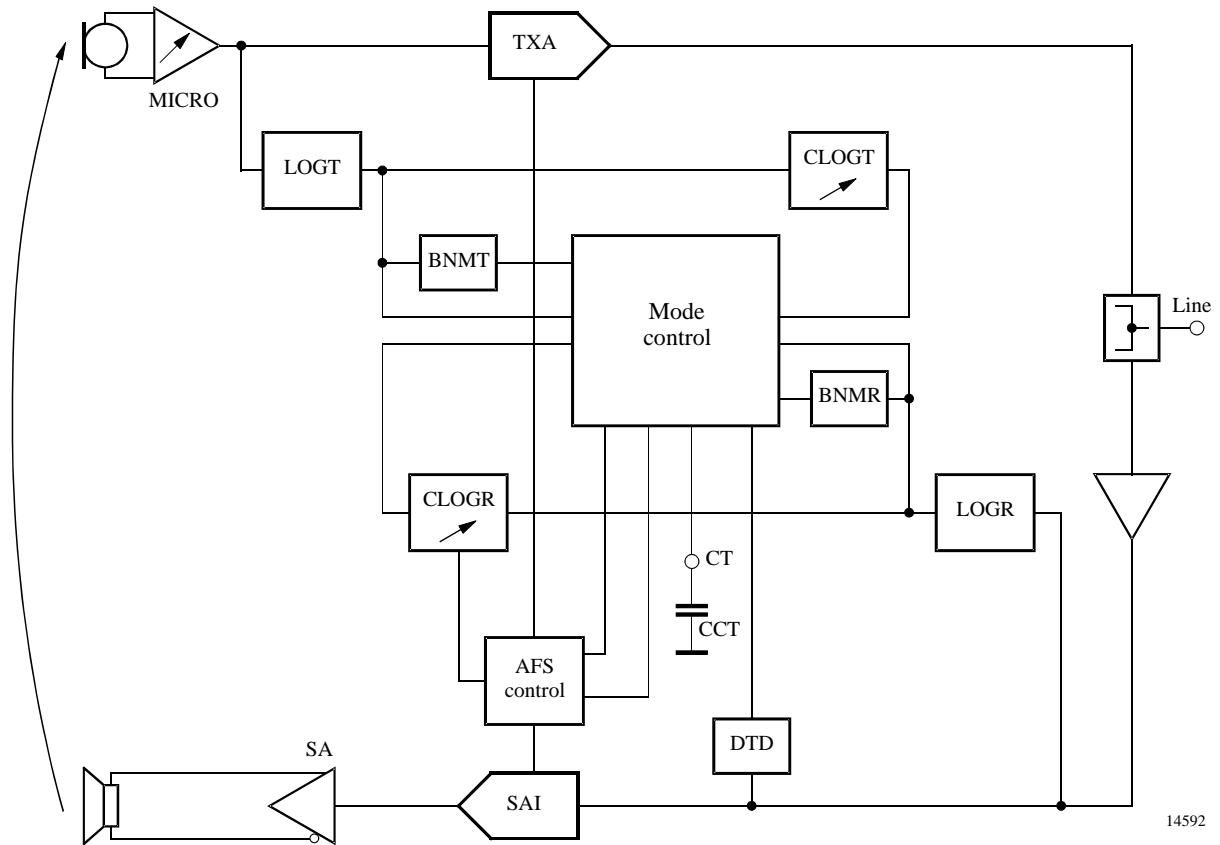 TXA
MICRO
LOGT
CLOGT
BNMT
Mode
control
Line
BNMR
CLOGR
LOGR
CT
CCT
AFS
control
DTD
SA
SAI
14592